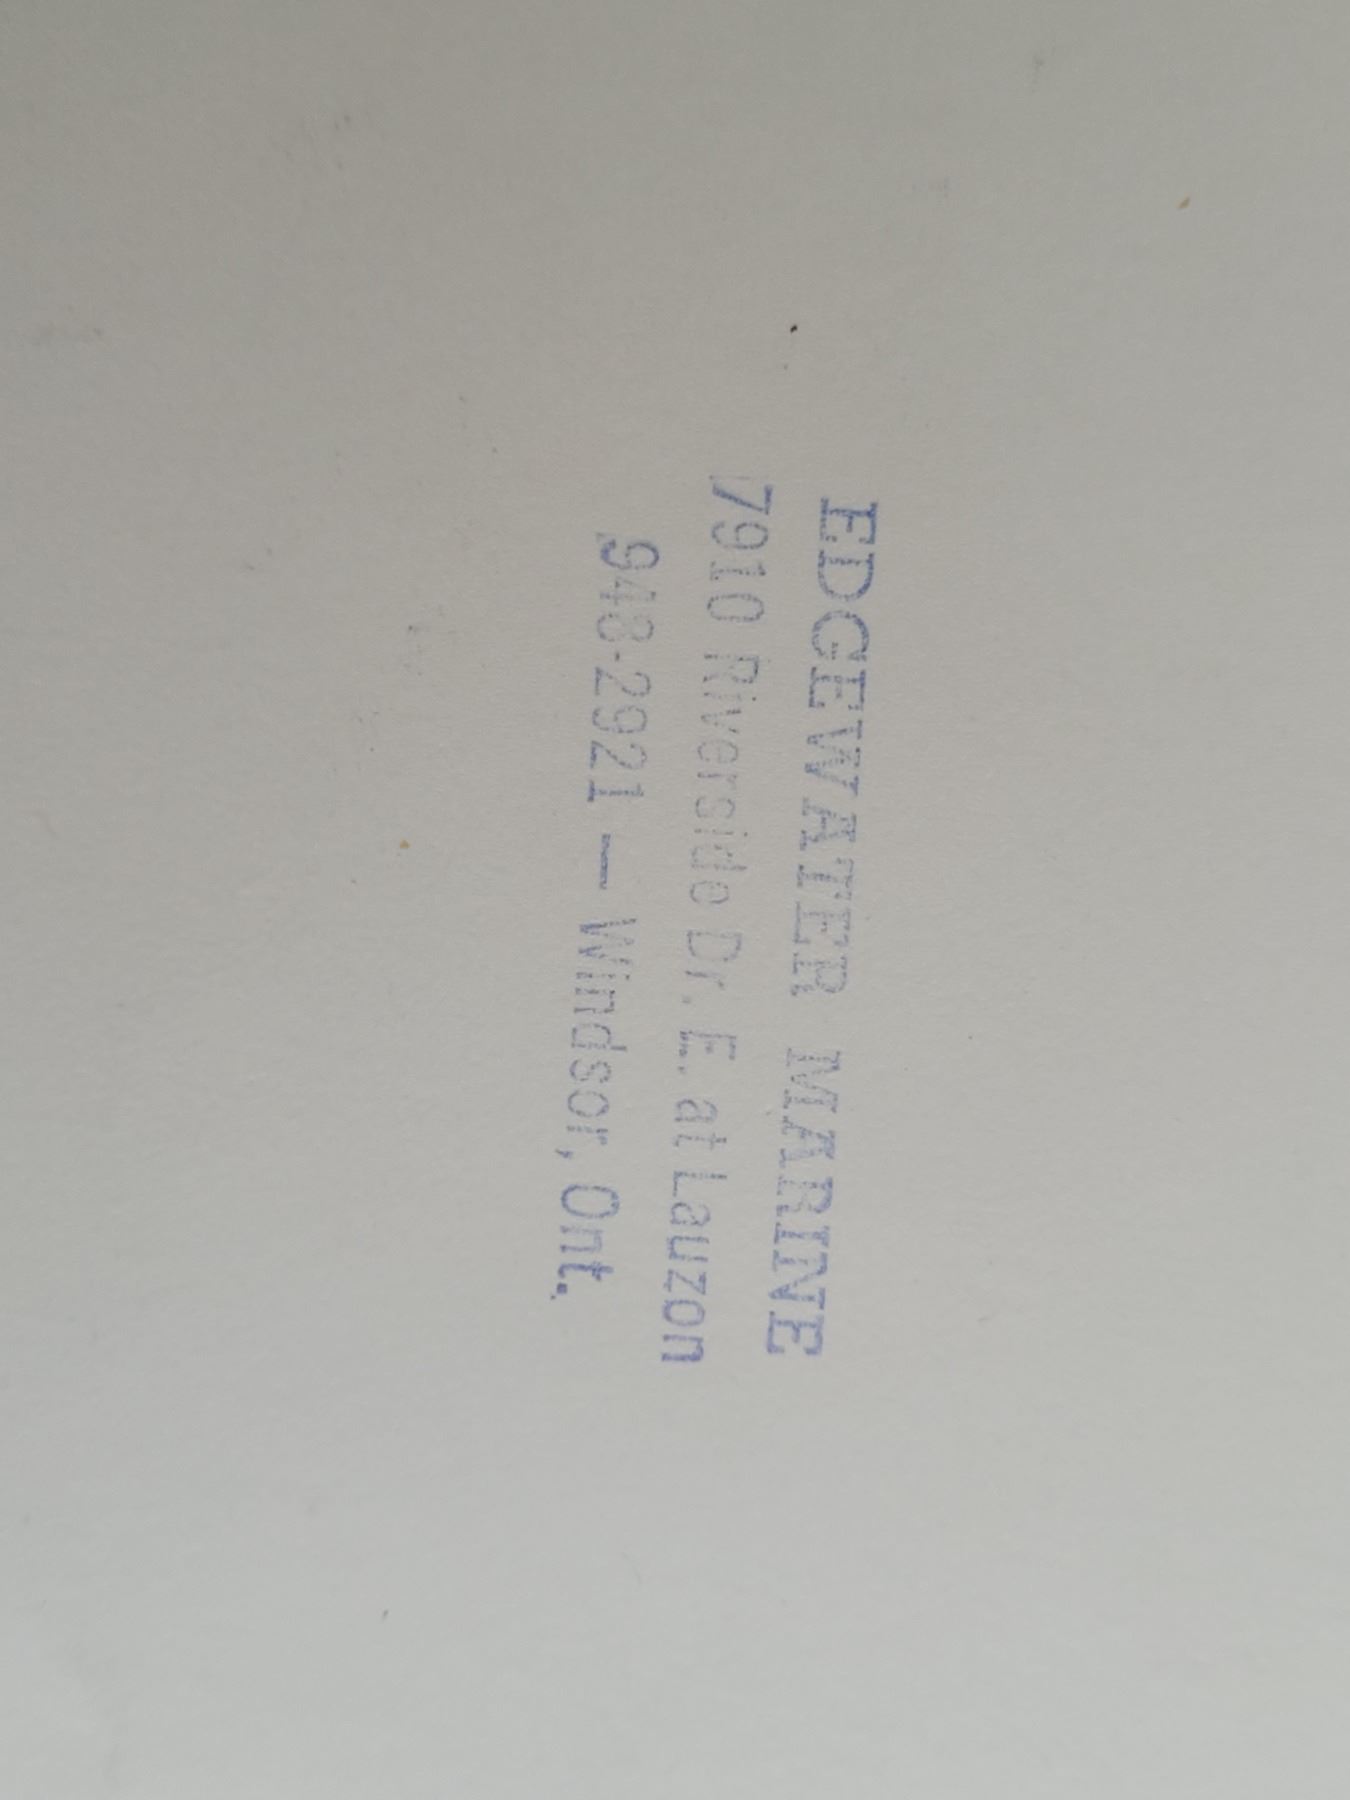 EDGEWATER MARINE
7910 Riverside Dr. E. at Lauzon
948-2921 — Windsor, Ont.